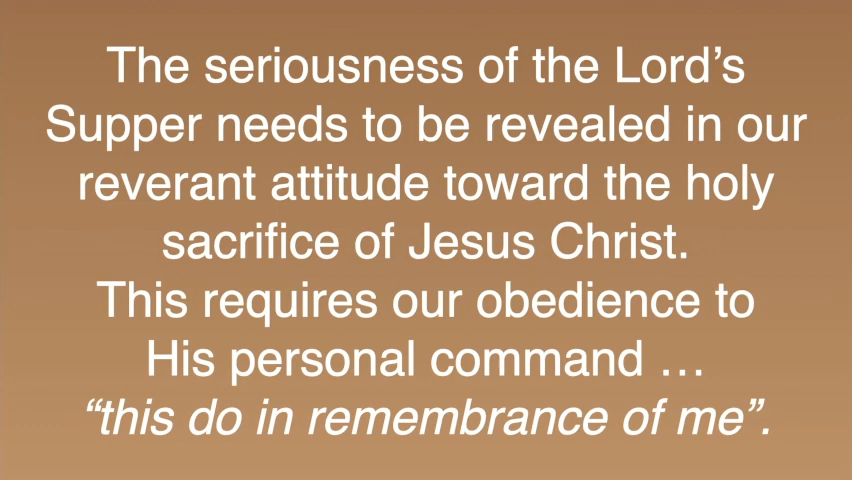 The seriousness of the Lord’s
Supper needs to be revealed in our
reverant attitude toward the holy
sacrifice of Jesus Christ.
This requires our obedience to
His personal command …
“this do in remembrance of me”.